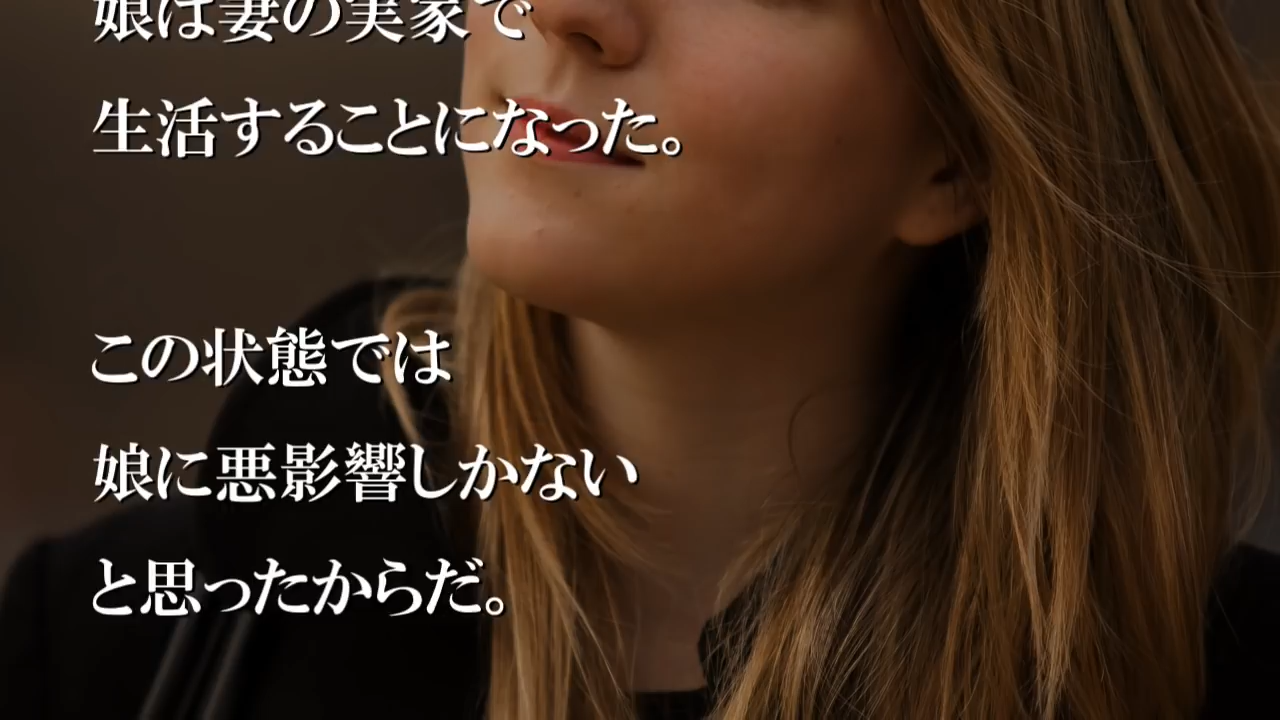 娘は妻の実家で
生活することになった。
この状態では
娘に悪影響しかない
と思ったからだ。